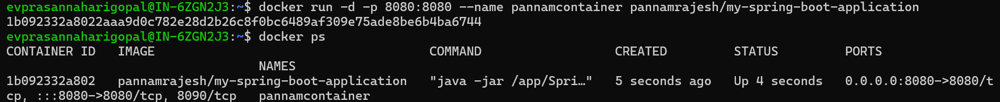 evprasannaharigopal@IN-6ZGN2J3:~$ docker run -d -p 8080:8080 --name pannamcontainer pannamrajesh/my-spring-boot-application
1b092332a8022aaa9d0c782e28d2b26c8f0bc6489af309e75ade8be6b4ba6744
evprasannaharigopal@IN-6ZGN2J3:~$ docker ps
CONTAINER ID   IMAGE                                     COMMAND                  CREATED         STATUS         PORTS
                                  NAMES
1b092332a802   pannamrajesh/my-spring-boot-application   "java -jar /app/Spri…"   5 seconds ago   Up 4 seconds   0.0.0.0:8080->8080/t
cp, :::8080->8080/tcp, 8090/tcp   pannamcontainer